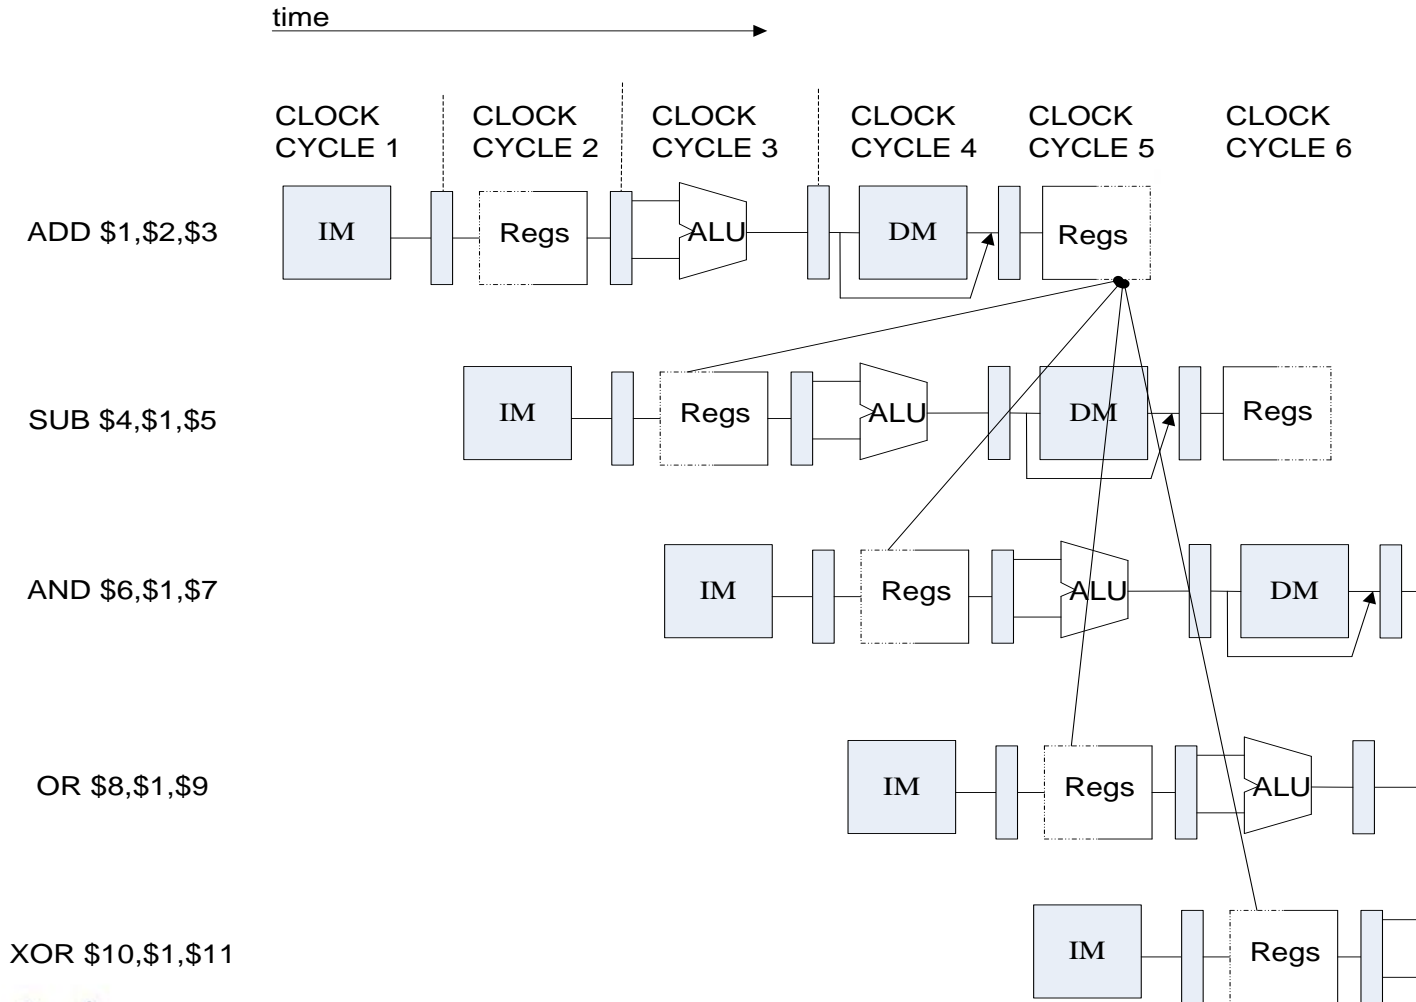 time
CLOCK CLOCK CLOCK CLOCK CLOCK CLOCK
CYCLE 1 CYCLE 2 CYCLE 3 CYCLE 4 CYCLE 5 CYCLE 6
ADD $1,$2,$3 IM Regs ALU DM Regs
SUB $4,$1,$5 IM Regs ALU DM Regs
AND $6,$1,$7 IM Regs ALU DM
OR $8,$1,$9 IM Regs ALU
XOR $10,$1,$11 IM Regs